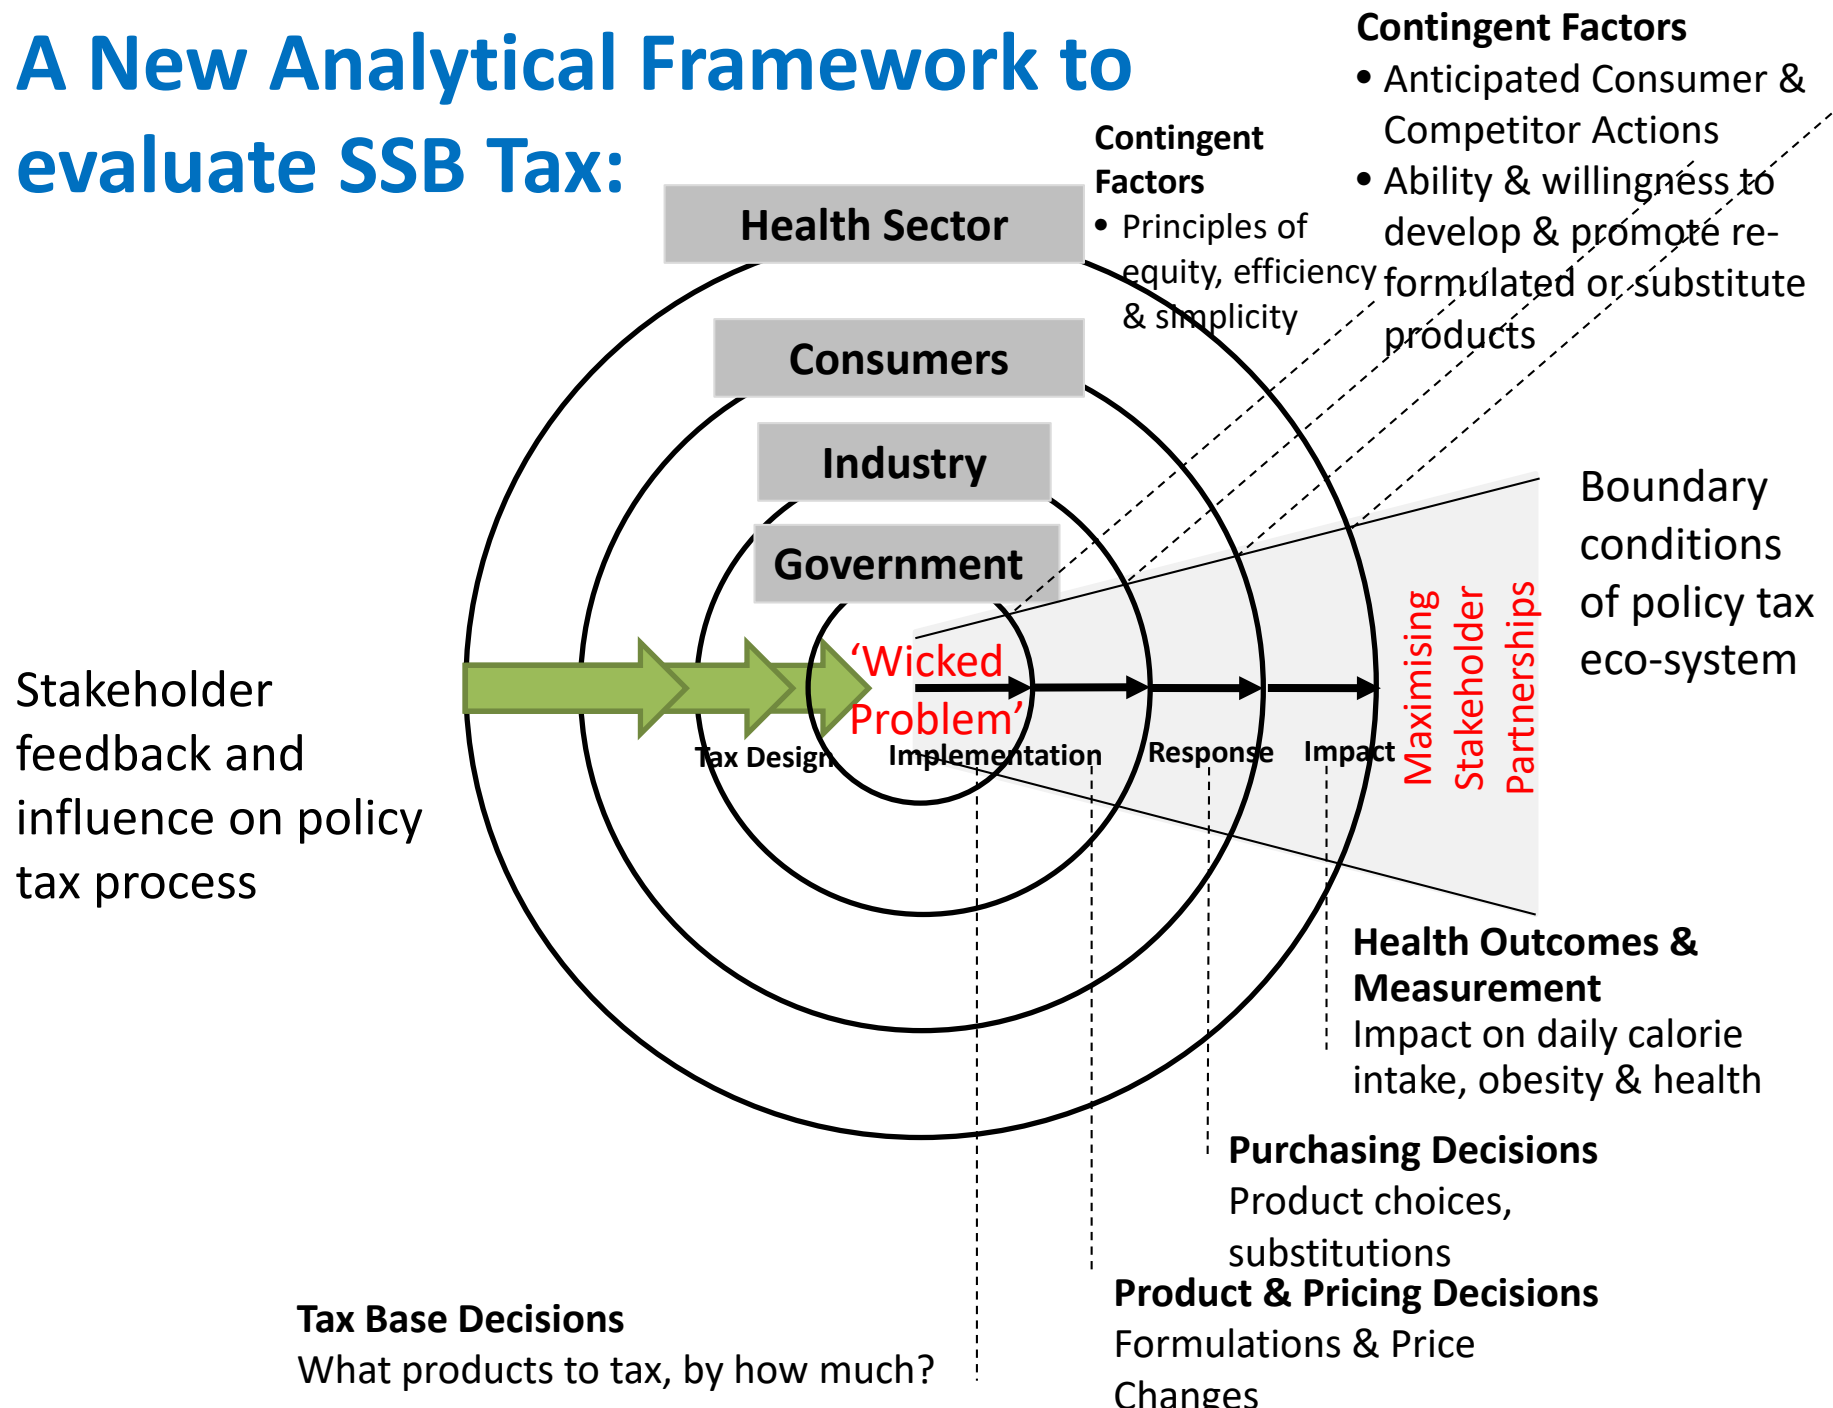 A New Analytical Framework to
evaluate SSB Tax:
Contingent Factors
• Anticipated Consumer &
Competitor Actions
• Ability & willingness to
develop & promote re-
formulated or substitute
products
Contingent
Factors
• Principles of
equity, efficiency
& simplicity
Health Sector
Consumers
Industry
Government
Boundary
conditions
of policy tax
eco-system
Stakeholder
feedback and
influence on policy
tax process
‘Wicked
Problem’
Tax Design
Implementation
Response
Impact
Maximising
Stakeholder
Partnerships
Health Outcomes &
Measurement
Impact on daily calorie
intake, obesity & health
Purchasing Decisions
Product choices,
substitutions
Product & Pricing Decisions
Formulations & Price
Changes
Tax Base Decisions
What products to tax, by how much?